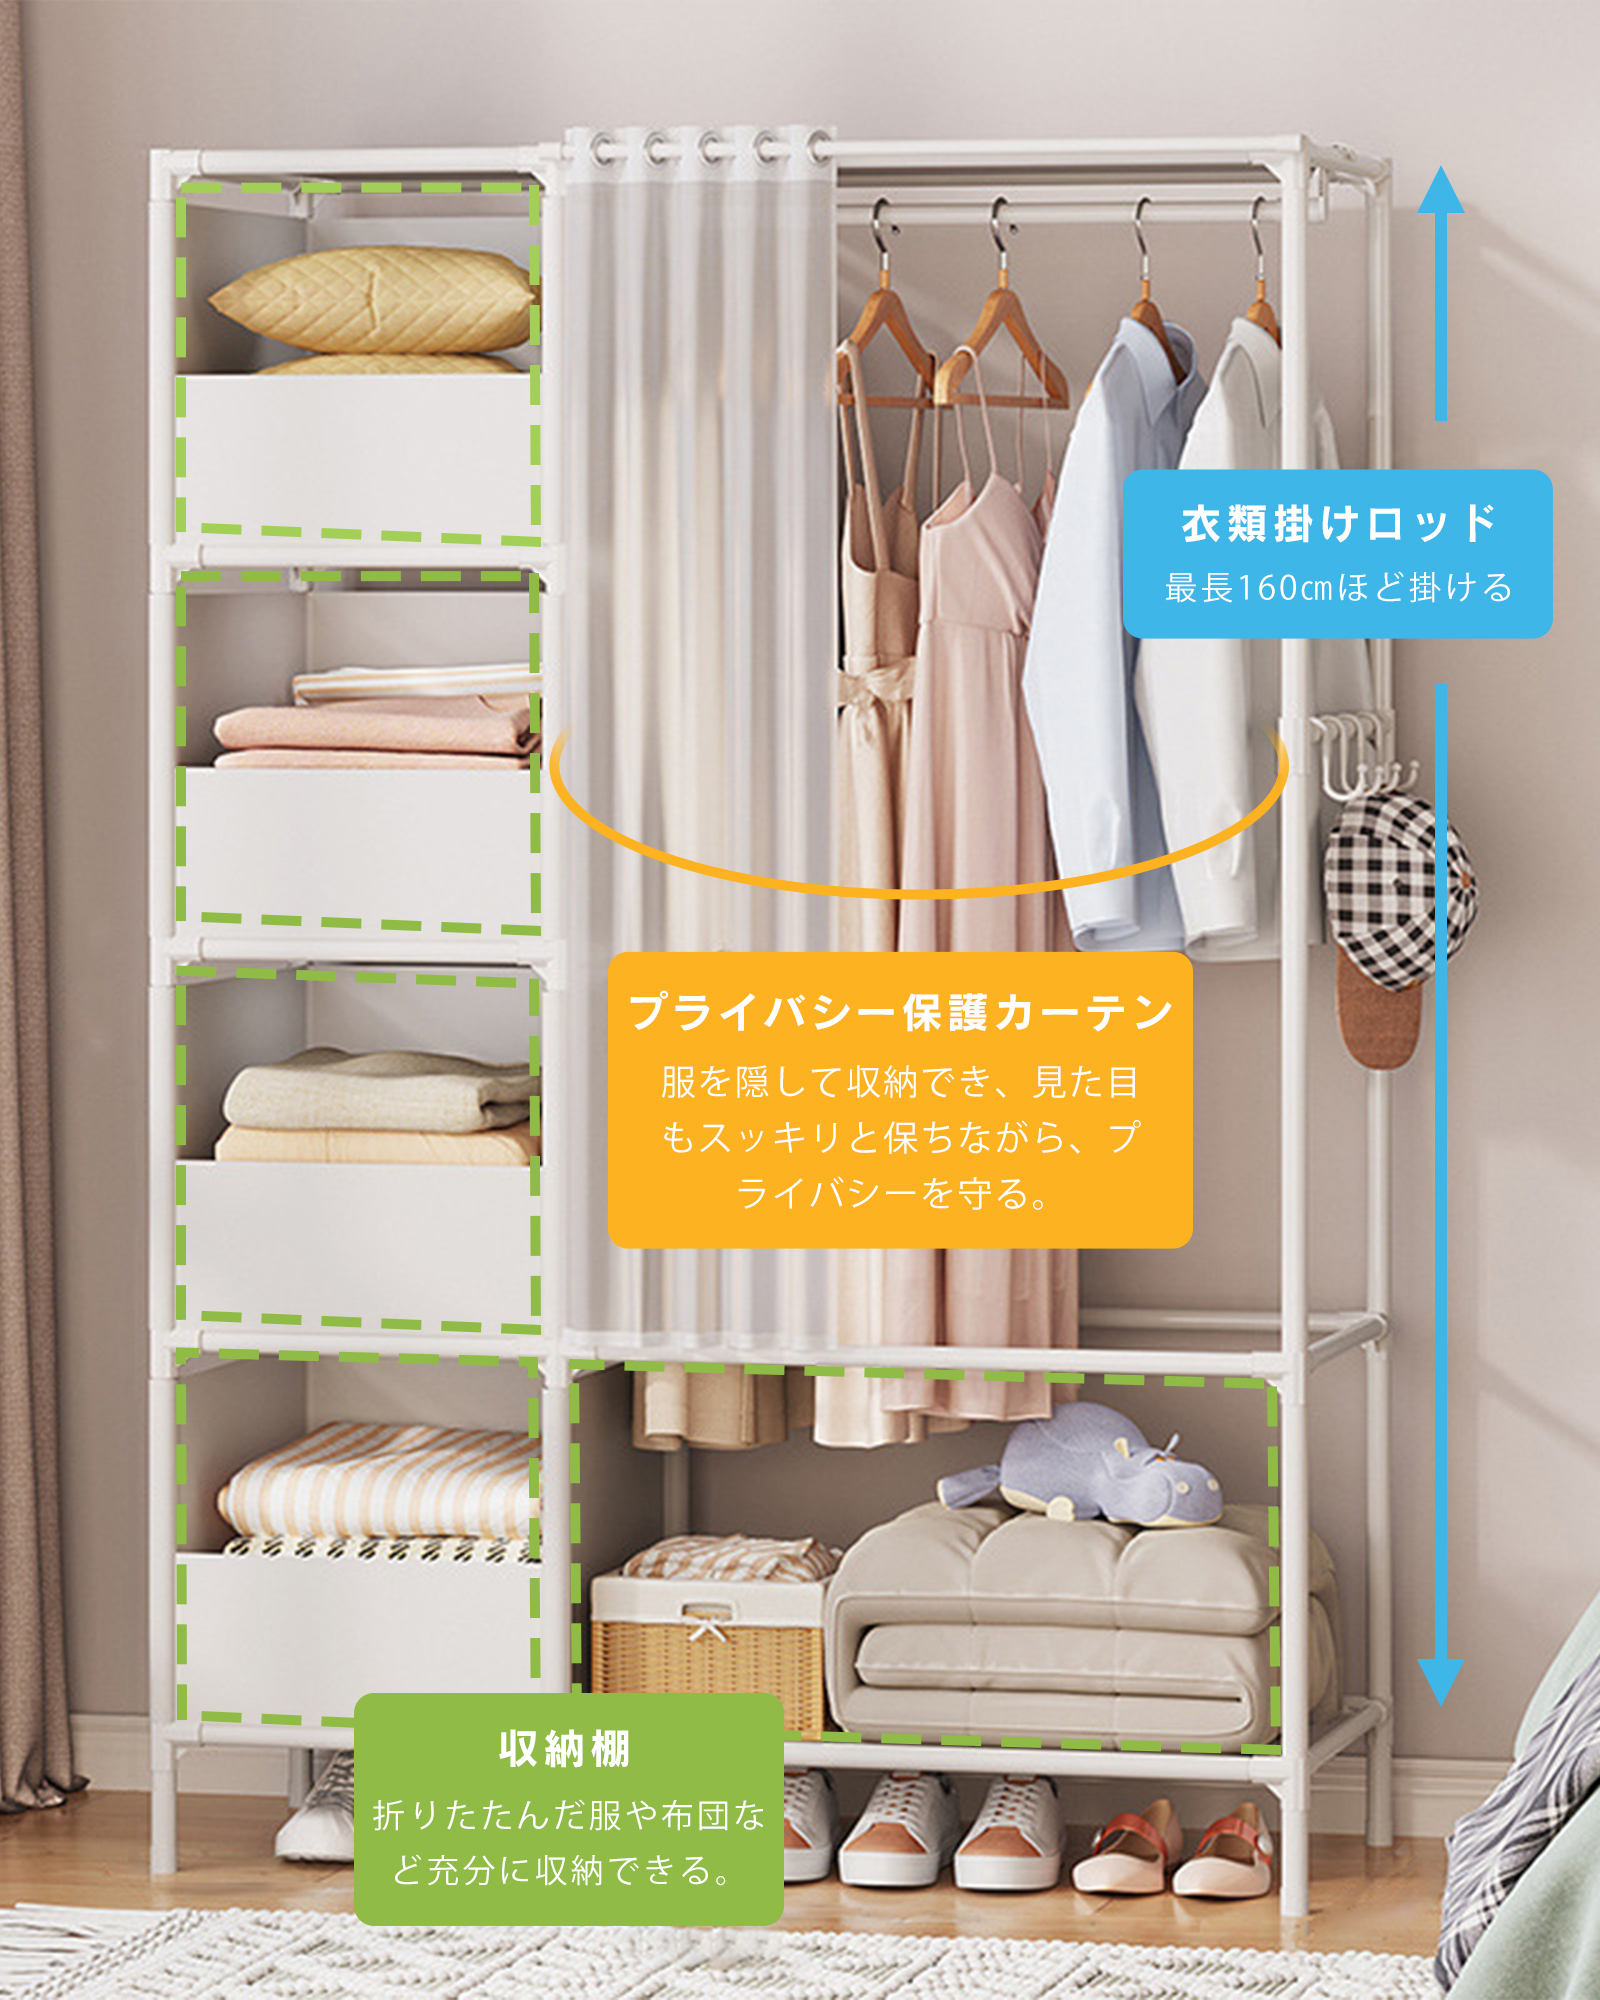 衣類掛けロッド
最長160㎝ほど掛ける
プライバシー保護カーテン
服を隠して収納でき、見た目
もスッキリと保ちながら、プ
ライバシーを守る。
収納棚
折りたたんだ服や布団な
ど充分に収納できる。